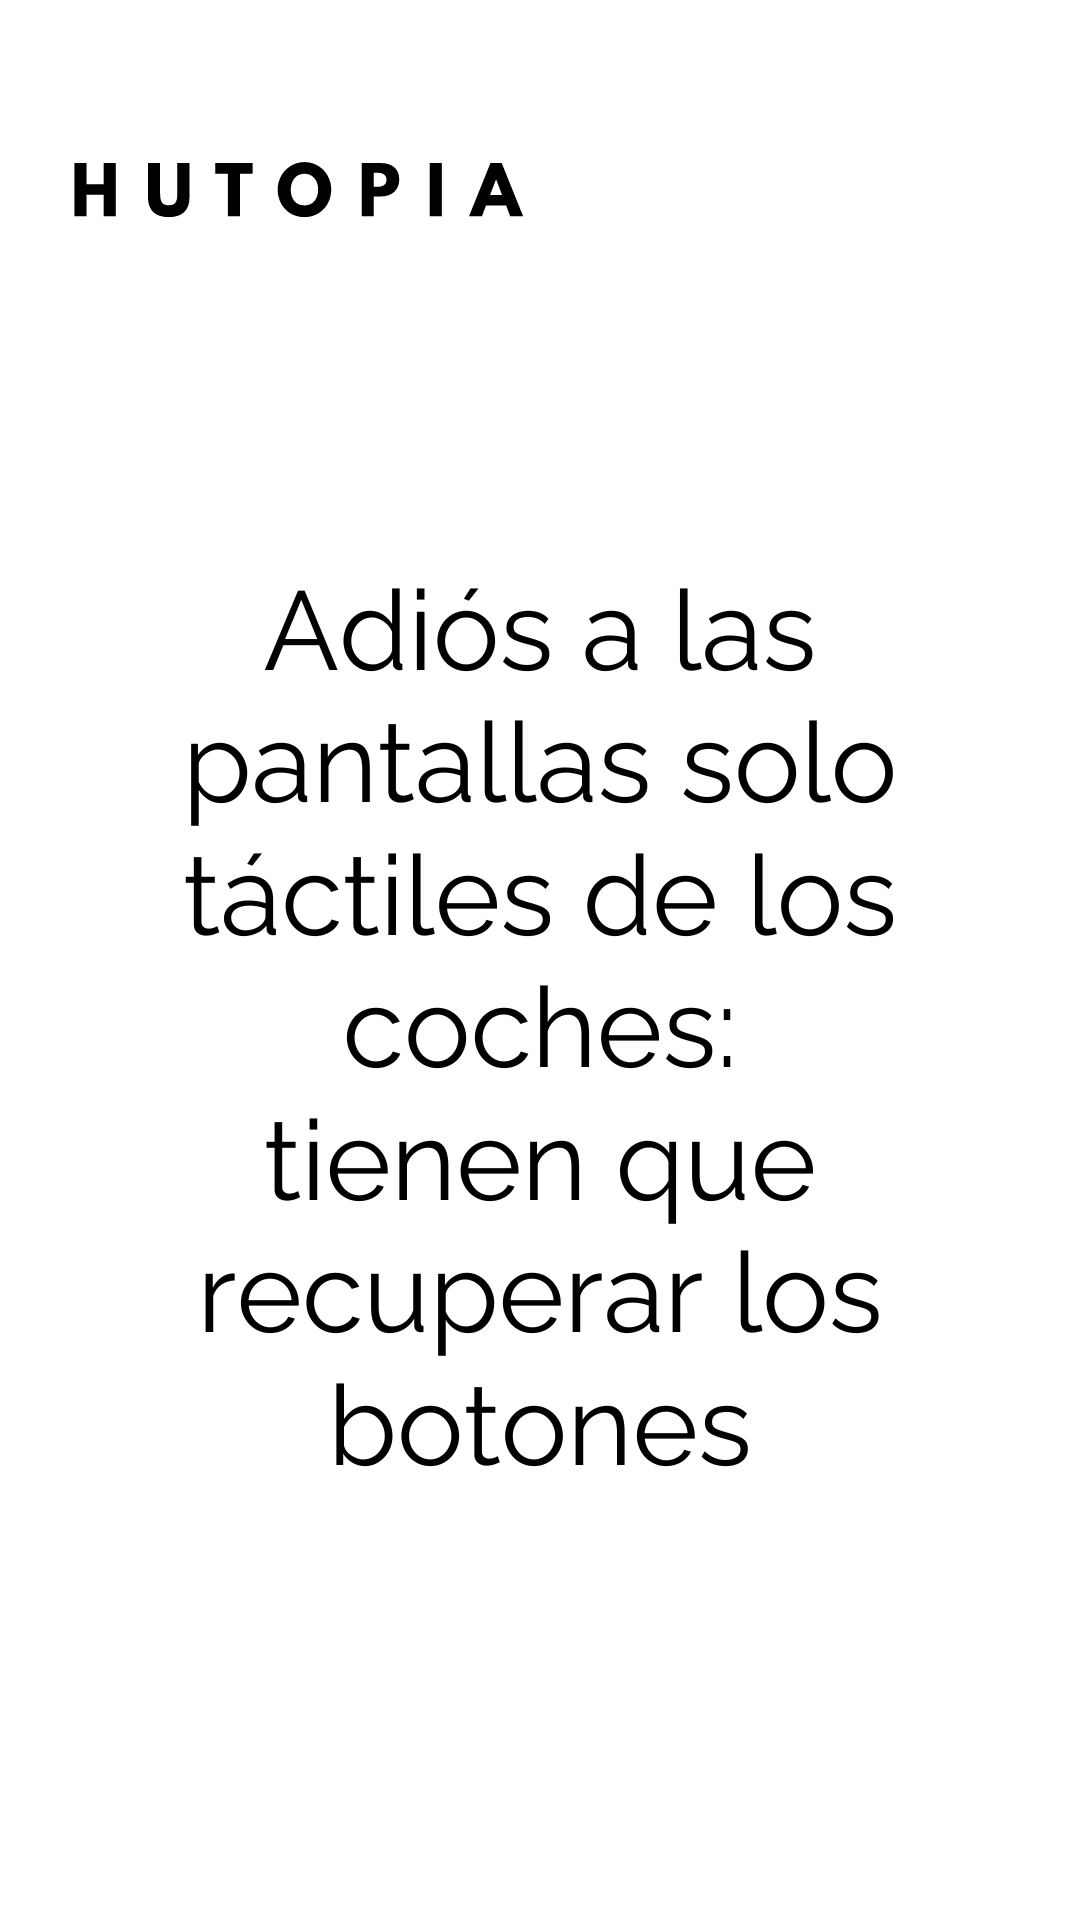 HUTOPIA
Adiós a las
pantallas solo
táctiles de los
coches:
tienen que
recuperar los
botones